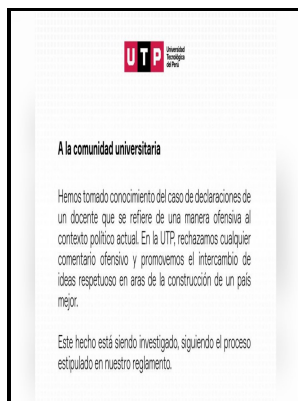 UTP Universidad
Tecnológica
del Perú
A la comunidad universitaria
Hemos tomado conocimiento del caso de declaraciones de
un docente que se refiere de una manera ofensiva al
contexto político actual. En la UTP, rechazamos cualquier
comentario ofensivo y promovemos el intercambio de
ideas respetuoso en aras de la construcción de un país
mejor.
Este hecho está siendo investigado, siguiendo el proceso
estipulado en nuestro reglamento.